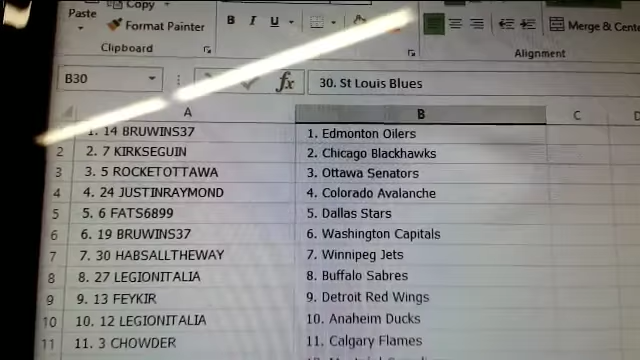 Paste
Copy
Format Painter
Clipboard
B I U
Merge & Cente
Alignment
B30
fx
30. St Louis Blues
A B C D
1. 14 BRUWINS37 1. Edmonton Oilers
2 2. 7 KIRKSEGUIN 2. Chicago Blackhawks
3 3. 5 ROCKETOTTAWA 3. Ottawa Senators
4 4. 24 JUSTINRAYMOND 4. Colorado Avalanche
5 5. 6 FATS6899 5. Dallas Stars
6 6. 19 BRUWINS37 6. Washington Capitals
7 7. 30 HABSALLTHEWAY 7. Winnipeg Jets
8 8. 27 LEGIONITALIA 8. Buffalo Sabres
9 9. 13 FEYKIR 9. Detroit Red Wings
10 10. 12 LEGIONITALIA 10. Anaheim Ducks
11 11. 3 CHOWDER 11. Calgary Flames